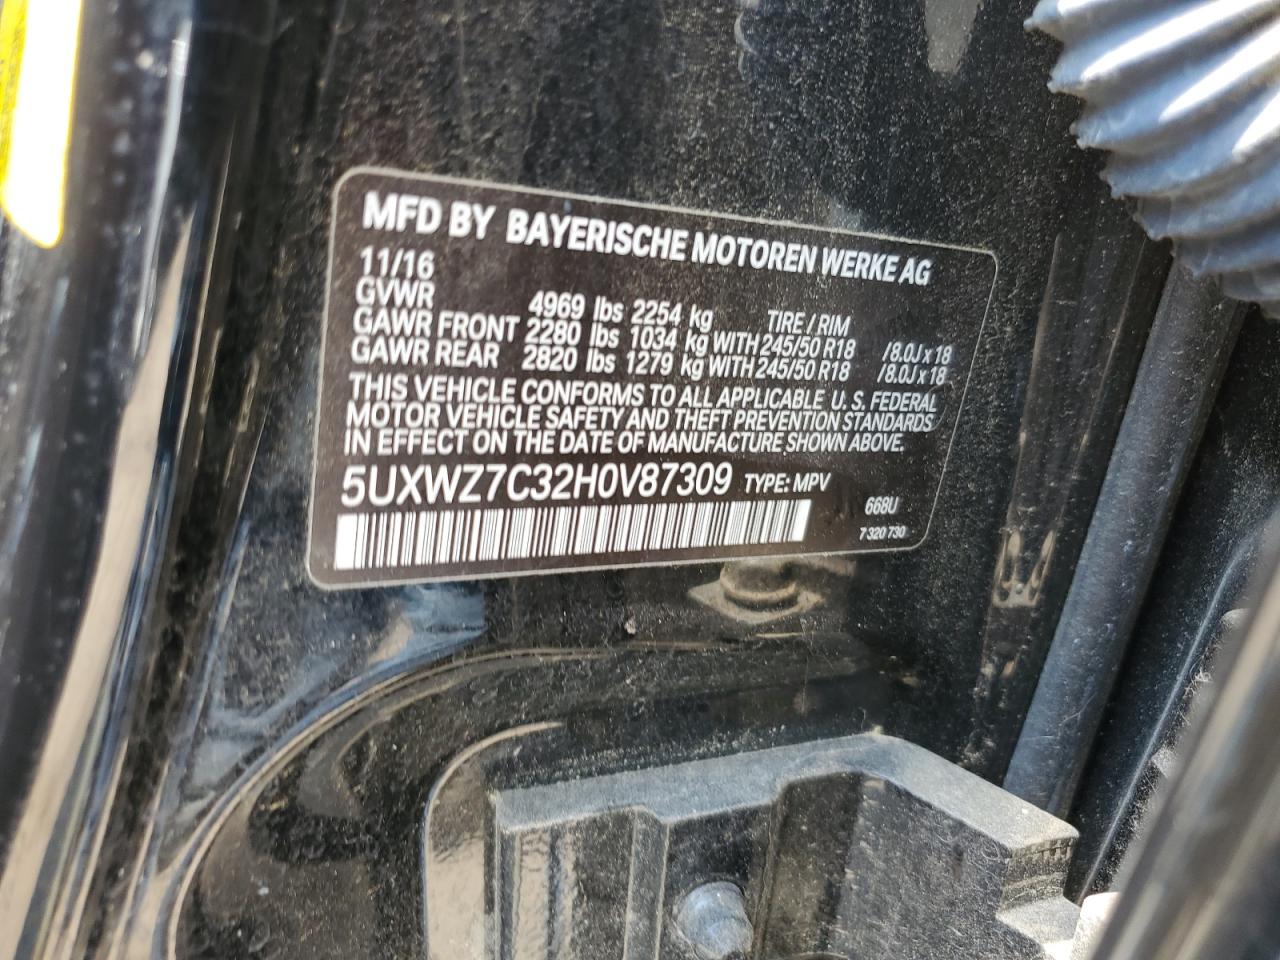 MFD BY BAYERISCHE MOTOREN WERKE AG
11/16
GVWR 4969 lbs 2254 kg TIRE / RIM
GAWR FRONT 2280 lbs 1034 kg WITH 245/50 R18 /8.0J x 18
GAWR REAR 2820 lbs 1279 kg WITH 245/50 R18 /8.0J x 18
THIS VEHICLE CONFORMS TO ALL APPLICABLE U.S. FEDERAL
MOTOR VEHICLE SAFETY AND THEFT PREVENTION STANDARDS
IN EFFECT ON THE DATE OF MANUFACTURE SHOWN ABOVE.
5UXWZ7C32H0V87309 TYPE: MPV
668U
7 320 730